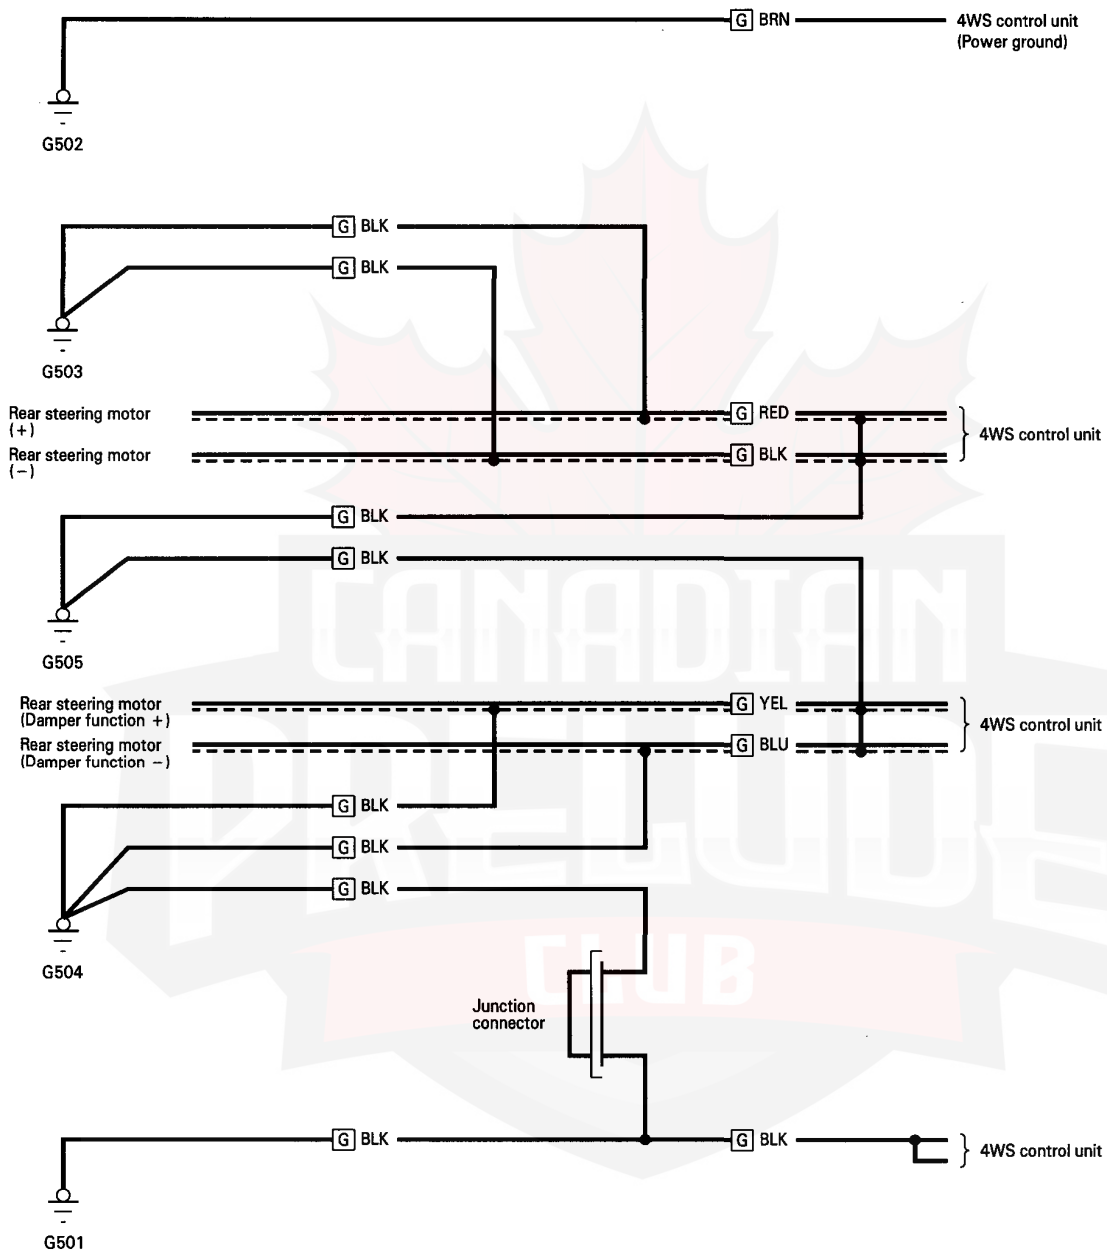 G BRN
4WS control unit
(Power ground)
G502
G BLK
G BLK
G503
Rear steering motor
(+)
G RED
Rear steering motor
(−)
G BLK
4WS control unit
G BLK
G BLK
G505
Rear steering motor
(Damper function +)
G YEL
Rear steering motor
(Damper function −)
G BLU
4WS control unit
G BLK
G BLK
G BLK
G504
Junction
connector
G BLK
G BLK
4WS control unit
G501
CANADIAN
PRELUDE
CLUB